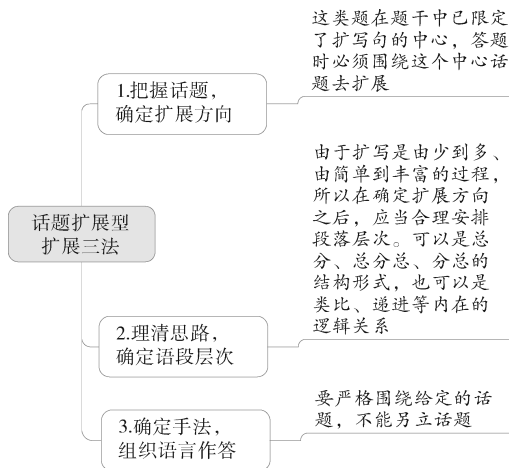 话题扩展型
扩展三法
1.把握话题，
确定扩展方向
这类题在题干中已限定
了扩写句的中心，答题
时必须围绕这个中心话
题去扩展
2.理清思路，
确定语段层次
由于扩写是由少到多、
由简单到丰富的过程，
所以在确定扩展方向
之后，应当合理安排
段落层次。可以是总
分、总分总、分总的
结构形式，也可以是
类比、递进等内在的
逻辑关系
3.确定手法，
组织语言作答
要严格围绕给定的话
题，不能另立话题